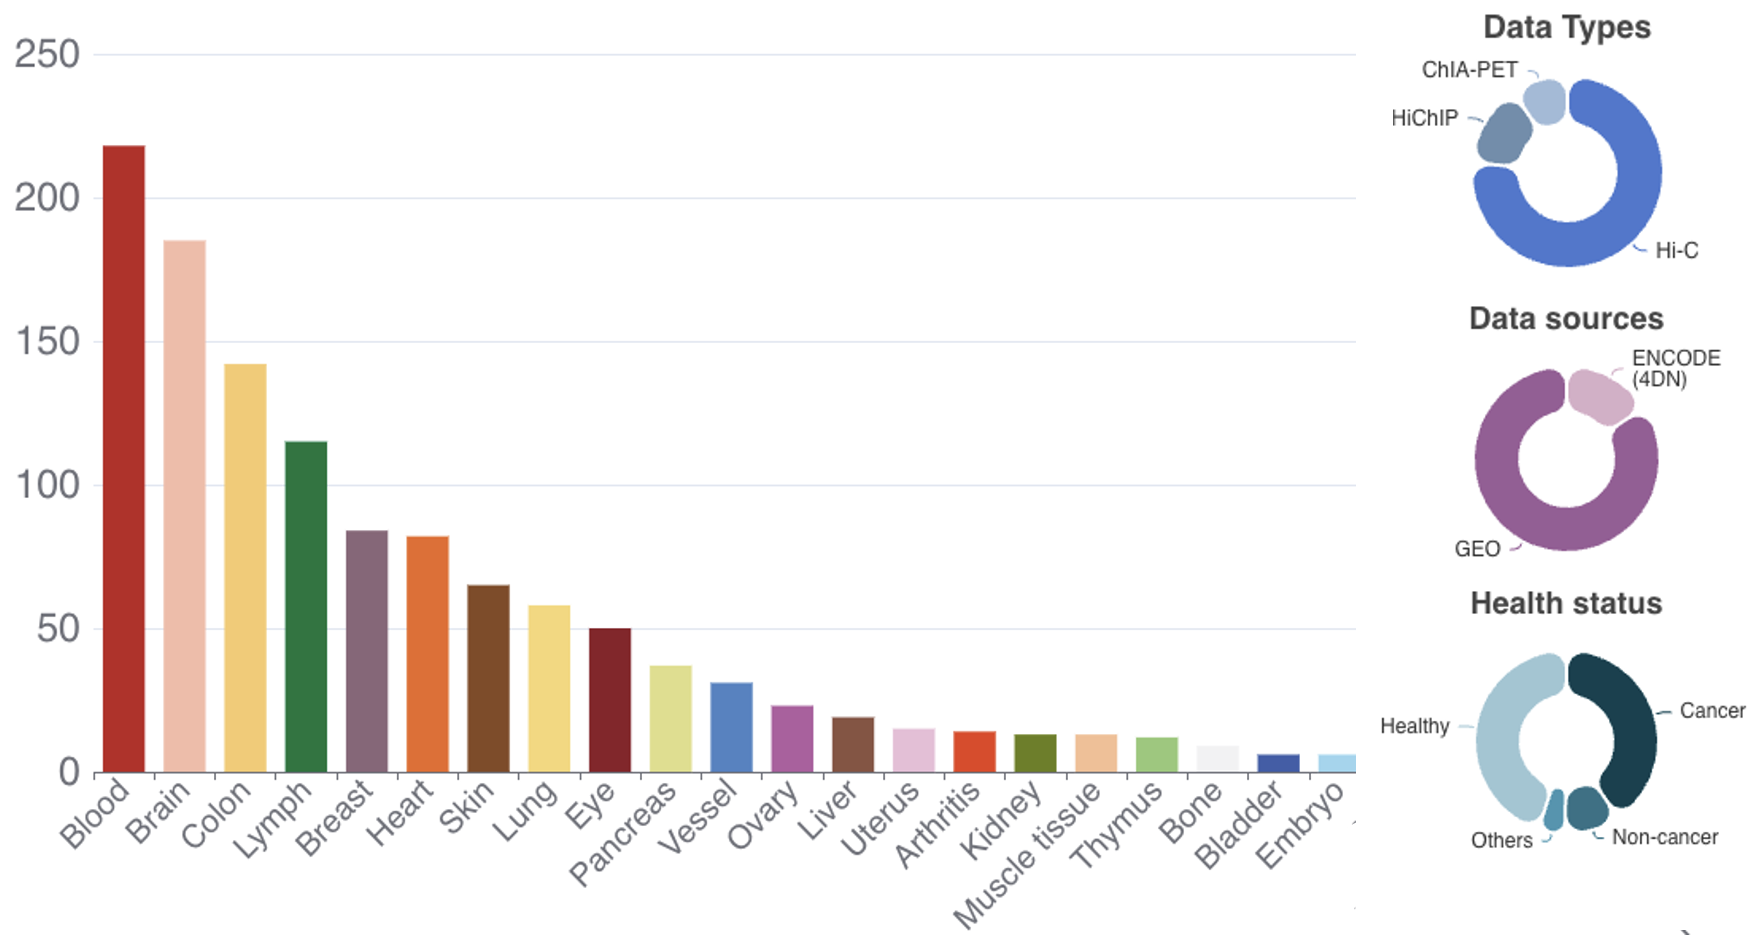 250
200
150
100
50
0
Blood
Brain
Colon
Lymph
Breast
Heart
Skin
Lung
Eye
Pancreas
Vessel
Ovary
Liver
Uterus
Arthritis
Kidney
Muscle tissue
Thymus
Bone
Bladder
Embryo
Data Types
ChIA-PET
HiChIP
Hi-C
Data sources
ENCODE
(4DN)
GEO
Health status
Healthy
Cancer
Others
Non-cancer